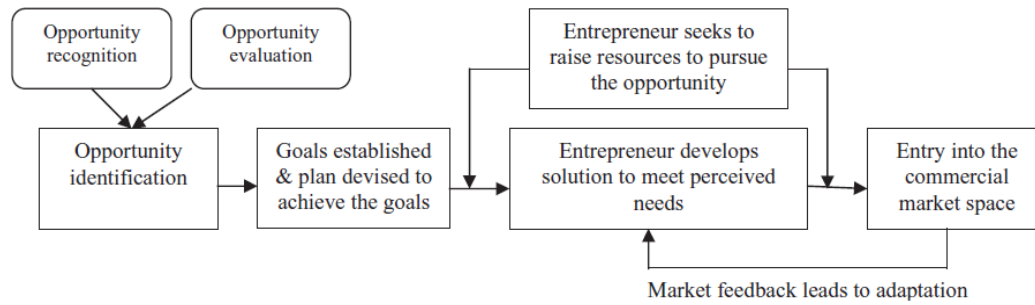 Opportunity
recognition
Opportunity
evaluation
Entrepreneur seeks to
raise resources to pursue
the opportunity
Opportunity
identification
Goals established
& plan devised to
achieve the goals
Entrepreneur develops
solution to meet perceived
needs
Entry into the
commercial
market space
Market feedback leads to adaptation